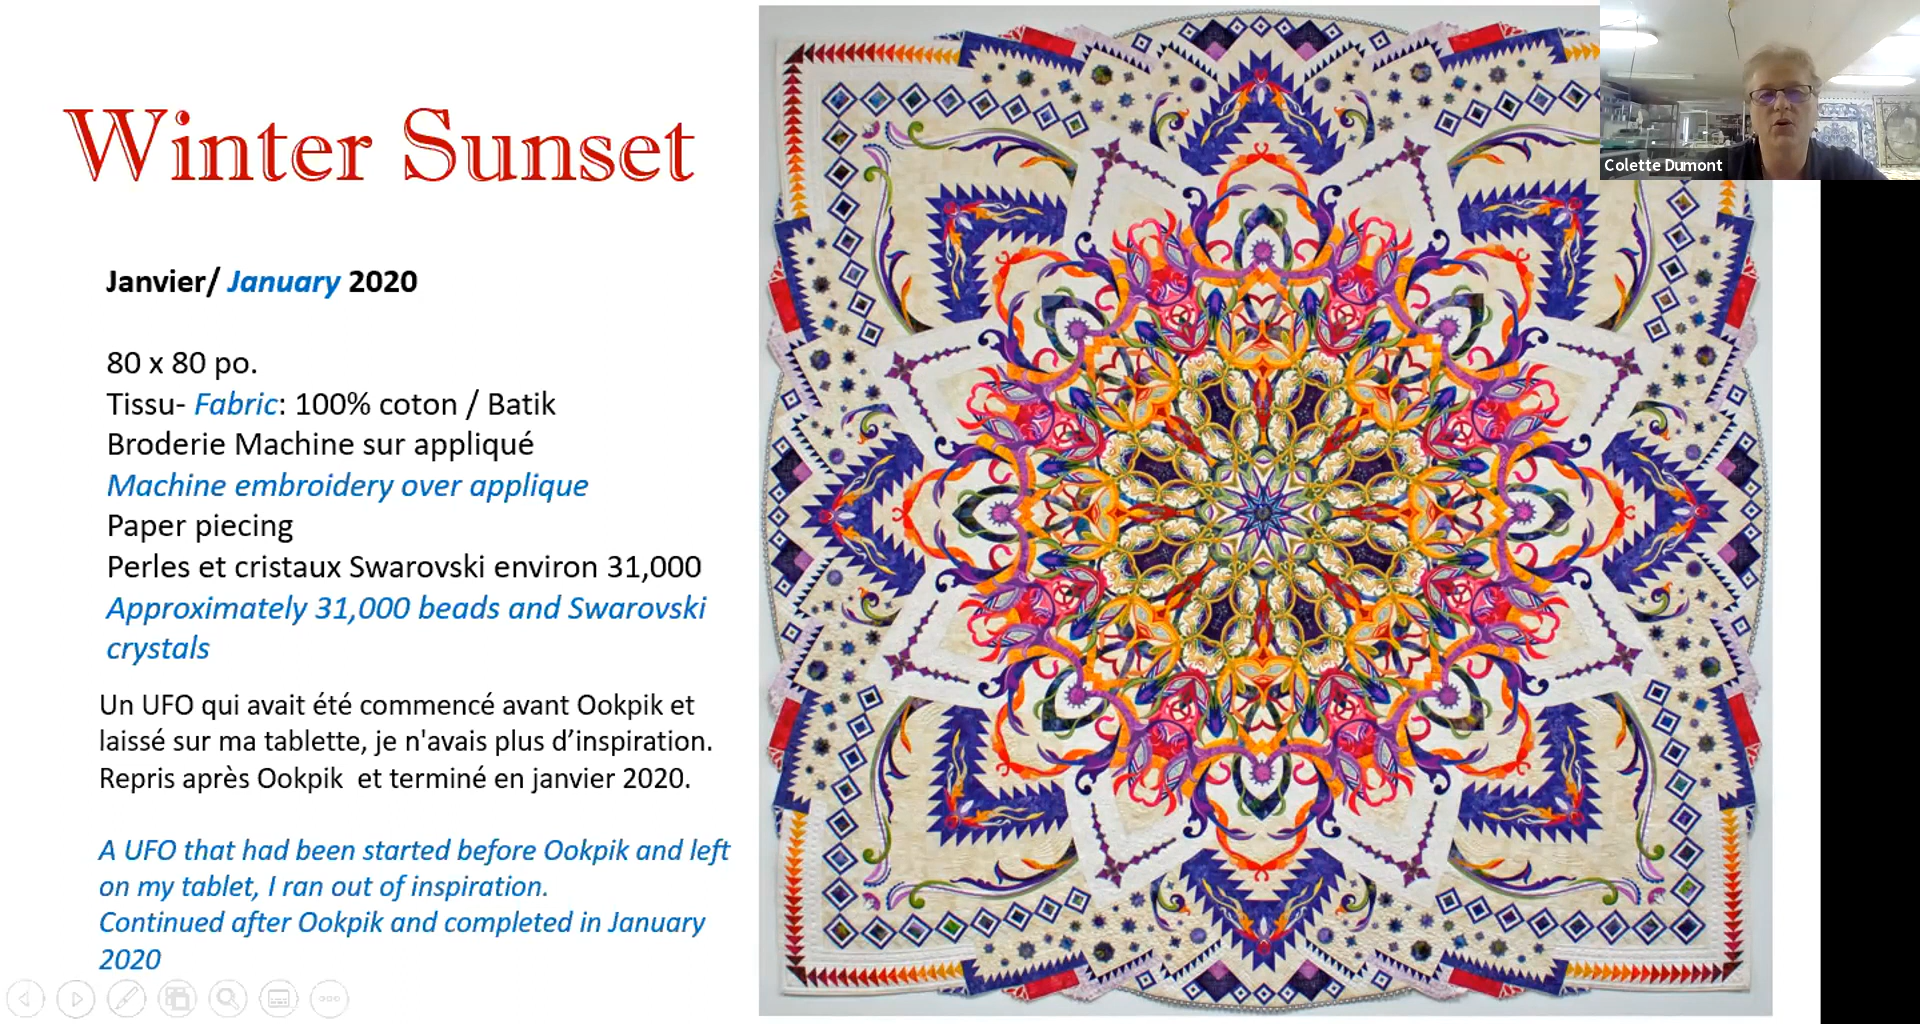 Winter Sunset
Janvier/ January 2020
80 x 80 po.
Tissu- Fabric: 100% coton / Batik
Broderie Machine sur appliqué
Machine embroidery over applique
Paper piecing
Perles et cristaux Swarovski environ 31,000
Approximately 31,000 beads and Swarovski
crystals
Un UFO qui avait été commencé avant Ookpik et
laissé sur ma tablette, je n'avais plus d’inspiration.
Repris après Ookpik  et terminé en janvier 2020.
A UFO that had been started before Ookpik and left
on my tablet, I ran out of inspiration.
Continued after Ookpik and completed in January
2020
Colette Dumont